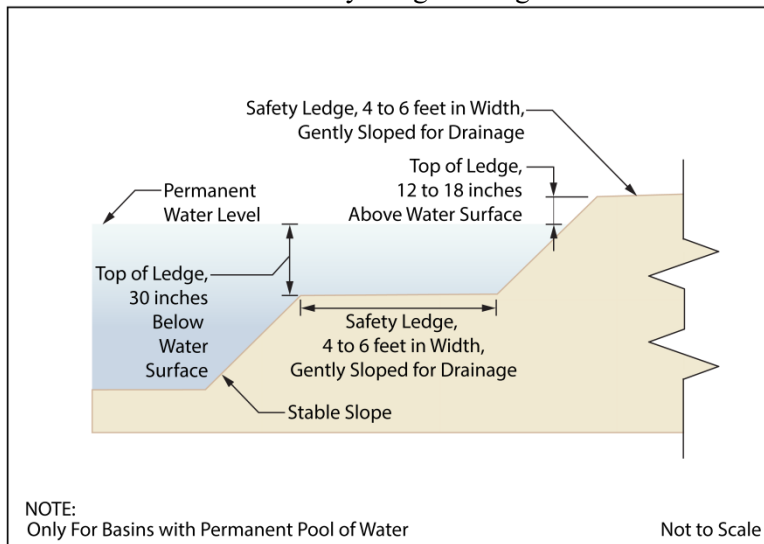 Safety Ledge, 4 to 6 feet in Width,
Gently Sloped for Drainage
Top of Ledge,
12 to 18 inches
Above Water Surface
Permanent
Water Level
Top of Ledge,
30 inches
Below
Water
Surface
Safety Ledge,
4 to 6 feet in Width,
Gently Sloped for Drainage
Stable Slope
NOTE:
Only For Basins with Permanent Pool of Water
Not to Scale